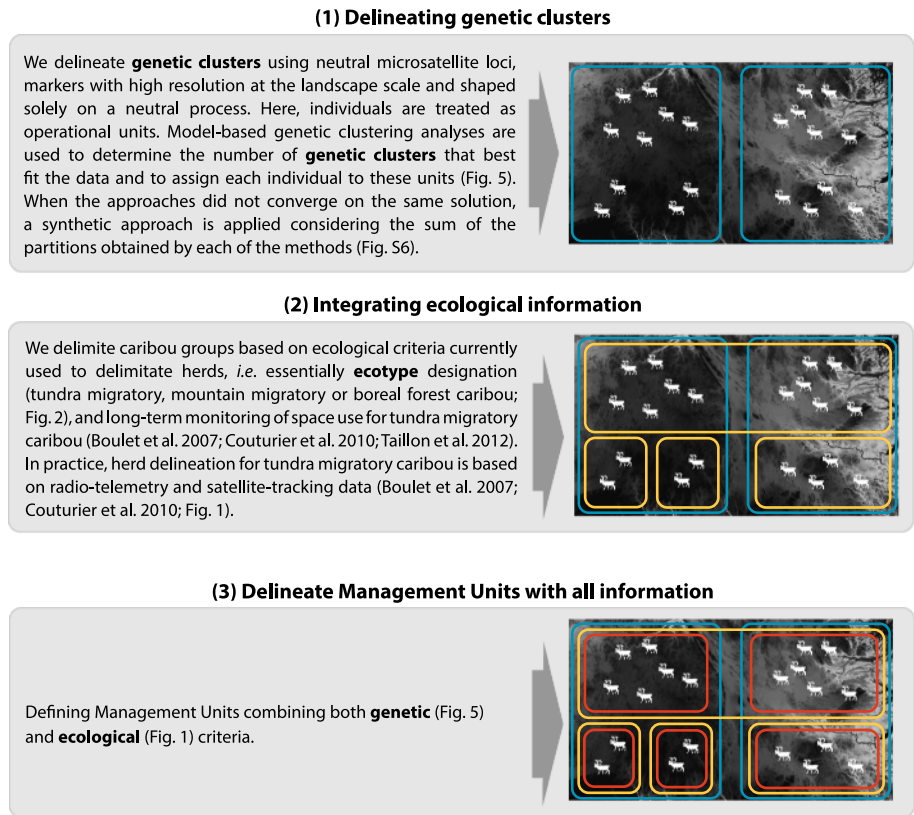 (1) Delineating genetic clusters
We delineate genetic clusters using neutral microsatellite loci,
markers with high resolution at the landscape scale and shaped
solely on a neutral process. Here, individuals are treated as
operational units. Model-based genetic clustering analyses are
used to determine the number of genetic clusters that best
fit the data and to assign each individual to these units (Fig. 5).
When the approaches did not converge on the same solution,
a synthetic approach is applied considering the sum of the
partitions obtained by each of the methods (Fig. S6).
(2) Integrating ecological information
We delimite caribou groups based on ecological criteria currently
used to delimitate herds, i.e. essentially ecotype designation
(tundra migratory, mountain migratory or boreal forest caribou;
Fig. 2), and long-term monitoring of space use for tundra migratory
caribou (Boulet et al. 2007; Couturier et al. 2010; Taillon et al. 2012).
In practice, herd delineation for tundra migratory caribou is based
on radio-telemetry and satellite-tracking data (Boulet et al. 2007;
Couturier et al. 2010; Fig. 1).
(3) Delineate Management Units with all information
Defining Management Units combining both genetic (Fig. 5)
and ecological (Fig. 1) criteria.